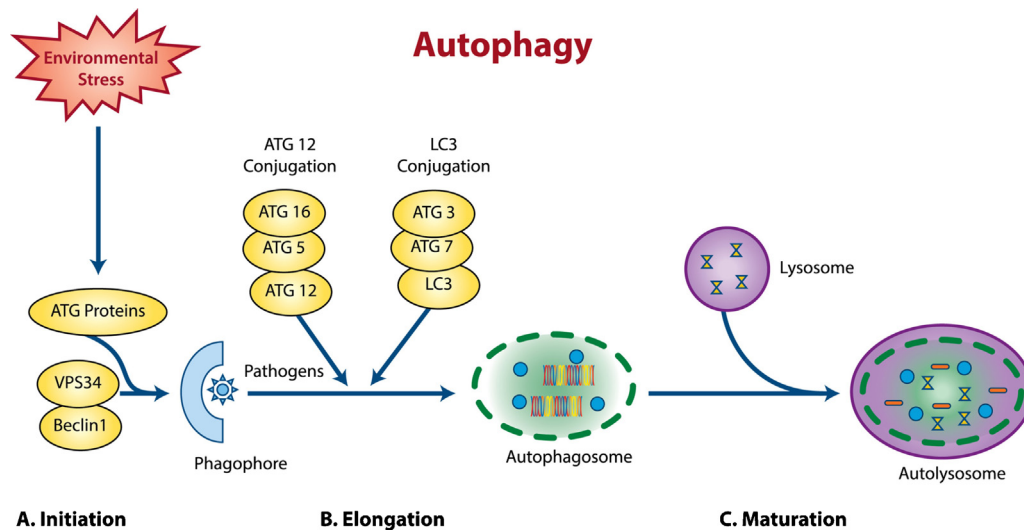 Autophagy
Environmental
Stress
ATG 12
Conjugation
LC3
Conjugation
ATG 16
ATG 5
ATG 12
ATG 3
ATG 7
LC3
Lysosome
ATG Proteins
VPS34
Beclin1
Pathogens
Phagophore
Autophagosome
Autolysosome
A. Initiation
B. Elongation
C. Maturation